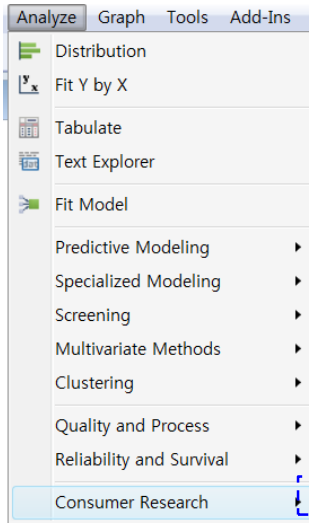 Analyze Graph Tools Add-Ins
Distribution
Fit Y by X
Tabulate
Text Explorer
Fit Model
Predictive Modeling
Specialized Modeling
Screening
Multivariate Methods
Clustering
Quality and Process
Reliability and Survival
Consumer Research